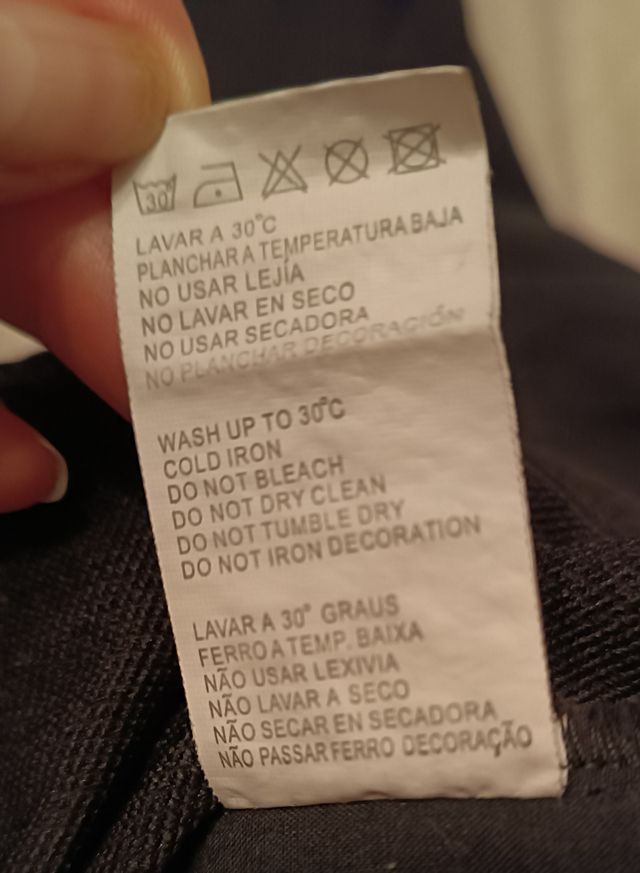 30
LAVAR A 30°C
PLANCHAR A TEMPERATURA BAJA
NO USAR LEJÍA
NO LAVAR EN SECO
NO USAR SECADORA
NO PLANCHAR DECORACIÓN
WASH UP TO 30°C
COLD IRON
DO NOT BLEACH
DO NOT DRY CLEAN
DO NOT TUMBLE DRY
DO NOT IRON DECORATION
LAVAR A 30° GRAUS
FERRO A TEMP. BAIXA
NÃO USAR LEXIVIA
NÃO LAVAR A SECO
NÃO SECAR EN SECADORA
NÃO PASSAR FERRO DECORAÇÃO